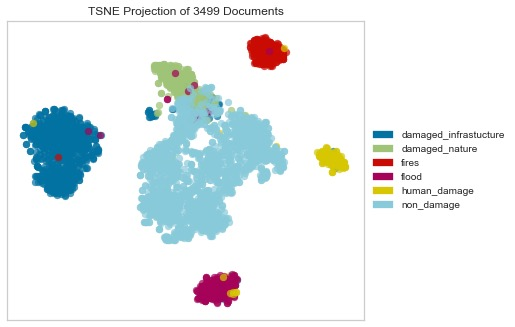 TSNE Projection of 3499 Documents
damaged_infrastucture
damaged_nature
fires
flood
human_damage
non_damage